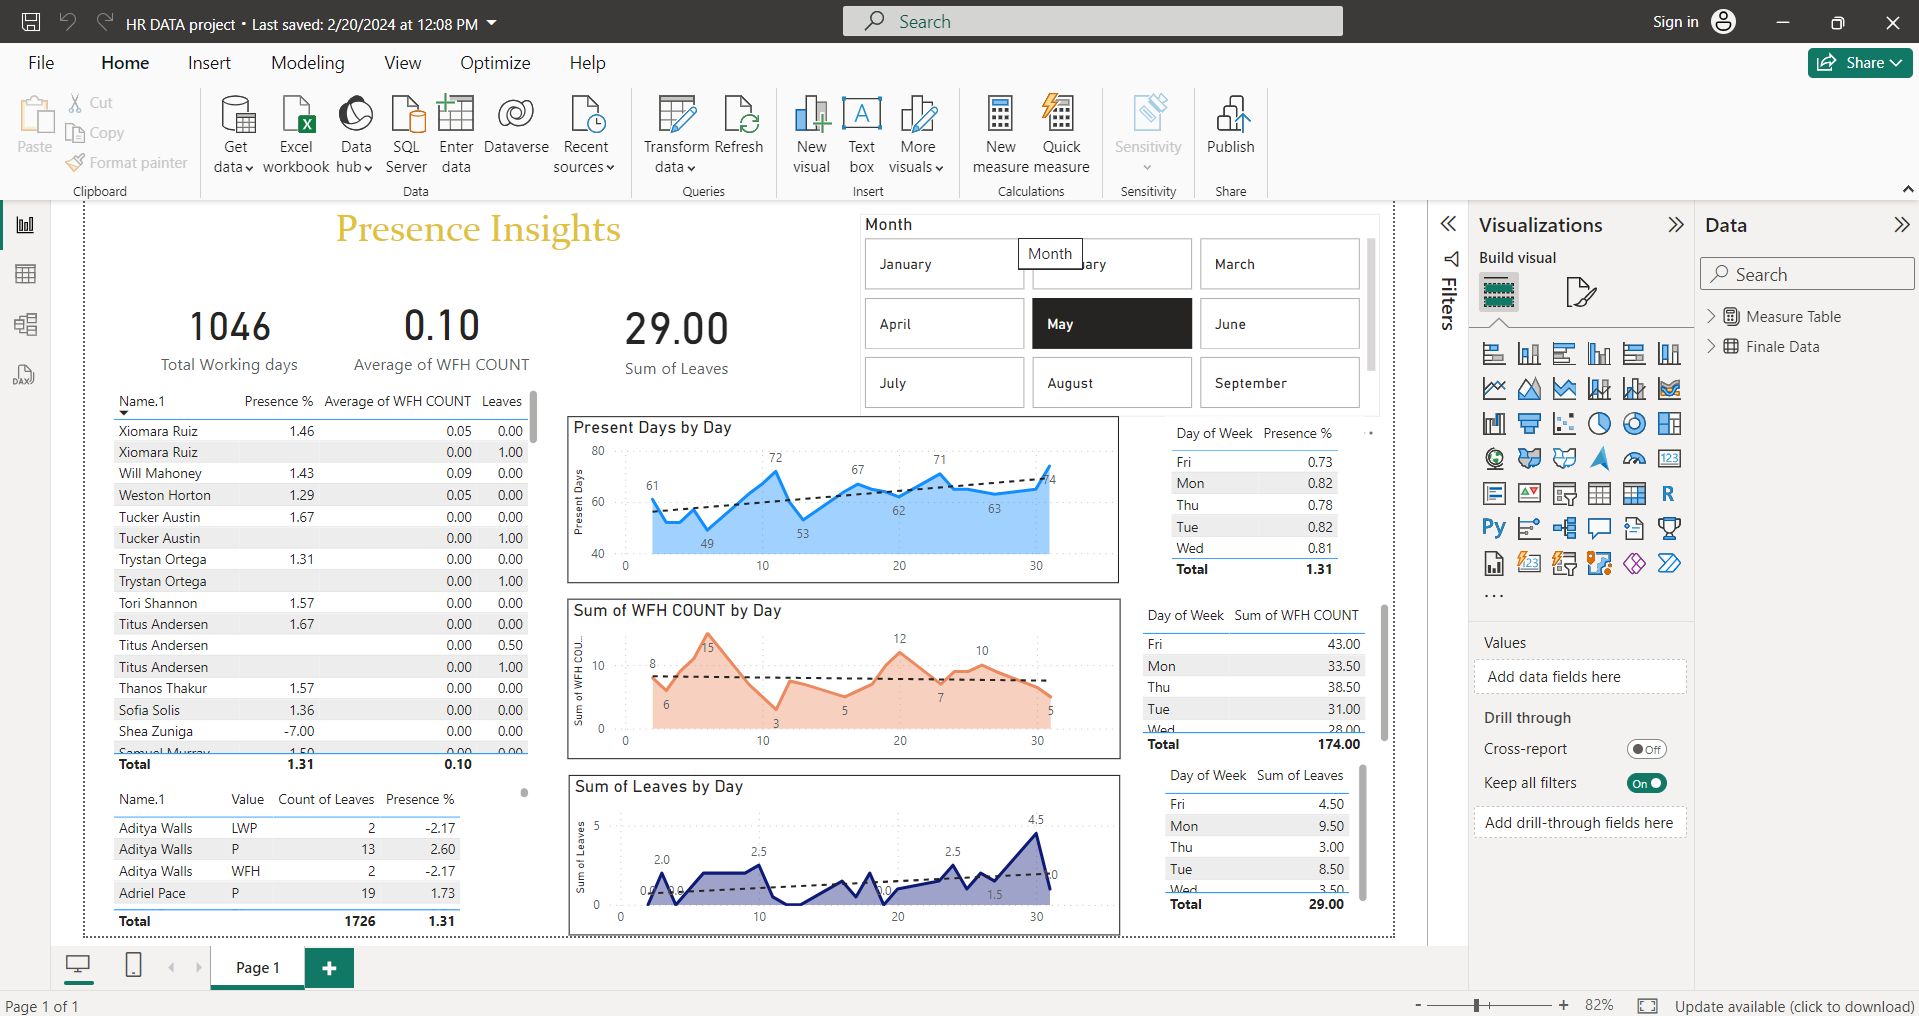 HR DATA project • Last saved: 2/20/2024 at 12:08 PM
Search
Sign in
File Home Insert Modeling View Optimize Help
Share
Paste
Cut
Copy
Format painter
Clipboard
Get data
Excel workbook
Data hub
SQL Server
Enter data
Dataverse
Recent sources
Data
Transform data
Refresh
Queries
New visual
Text box
More visuals
Insert
New measure
Quick measure
Calculations
Sensitivity
Sensitivity
Publish
Share
Presence Insights
1046
Total Working days
0.10
Average of WFH COUNT
29.00
Sum of Leaves
Month
January
Month
ary
March
April
May
June
July
August
September
Name.1 Presence % Average of WFH COUNT Leaves
Xiomara Ruiz 1.46 0.05 0.00
Xiomara Ruiz 0.00 1.00
Will Mahoney 1.43 0.09 0.00
Weston Horton 1.29 0.05 0.00
Tucker Austin 1.67 0.00 0.00
Tucker Austin 0.00 1.00
Trystan Ortega 1.31 0.00 0.00
Trystan Ortega 0.00 1.00
Tori Shannon 1.57 0.00 0.00
Titus Andersen 1.67 0.00 0.00
Titus Andersen 0.00 0.50
Titus Andersen 0.00 1.00
Thanos Thakur 1.57 0.00 0.00
Sofia Solis 1.36 0.00 0.00
Shea Zuniga -7.00 0.00 0.00
Samuel Murray 1.50 0.00 0.00
Total 1.31 0.10
Name.1 Value Count of Leaves Presence %
Aditya Walls LWP 2 -2.17
Aditya Walls P 13 2.60
Aditya Walls WFH 2 -2.17
Adriel Pace P 19 1.73
Total 1726 1.31
Present Days by Day
Present Days
80
60
40
61
49
72
53
67
62
71
63
74
0 10 20 30
Sum of WFH COUNT by Day
Sum of WFH COU...
10
0
8
6
15
3
5
12
7
10
5
0 10 20 30
Sum of Leaves by Day
Sum of Leaves
5
0
0.0
2.0
0.0
2.5
0.0
2.5
1.5
4.5
.0
0 10 20 30
Day of Week Presence %
Fri 0.73
Mon 0.82
Thu 0.78
Tue 0.82
Wed 0.81
Total 1.31
Day of Week Sum of WFH COUNT
Fri 43.00
Mon 33.50
Thu 38.50
Tue 31.00
Wed 28.00
Total 174.00
Day of Week Sum of Leaves
Fri 4.50
Mon 9.50
Thu 3.00
Tue 8.50
Wed 3.50
Total 29.00
Filters
Visualizations
Build visual
123
R
Py
123
...
Values
Add data fields here
Drill through
Cross-report Off
Keep all filters On
Add drill-through fields here
Data
Search
Measure Table
Finale Data
DAX
Page 1
+
Page 1 of 1
- + 82%
Update available (click to download)